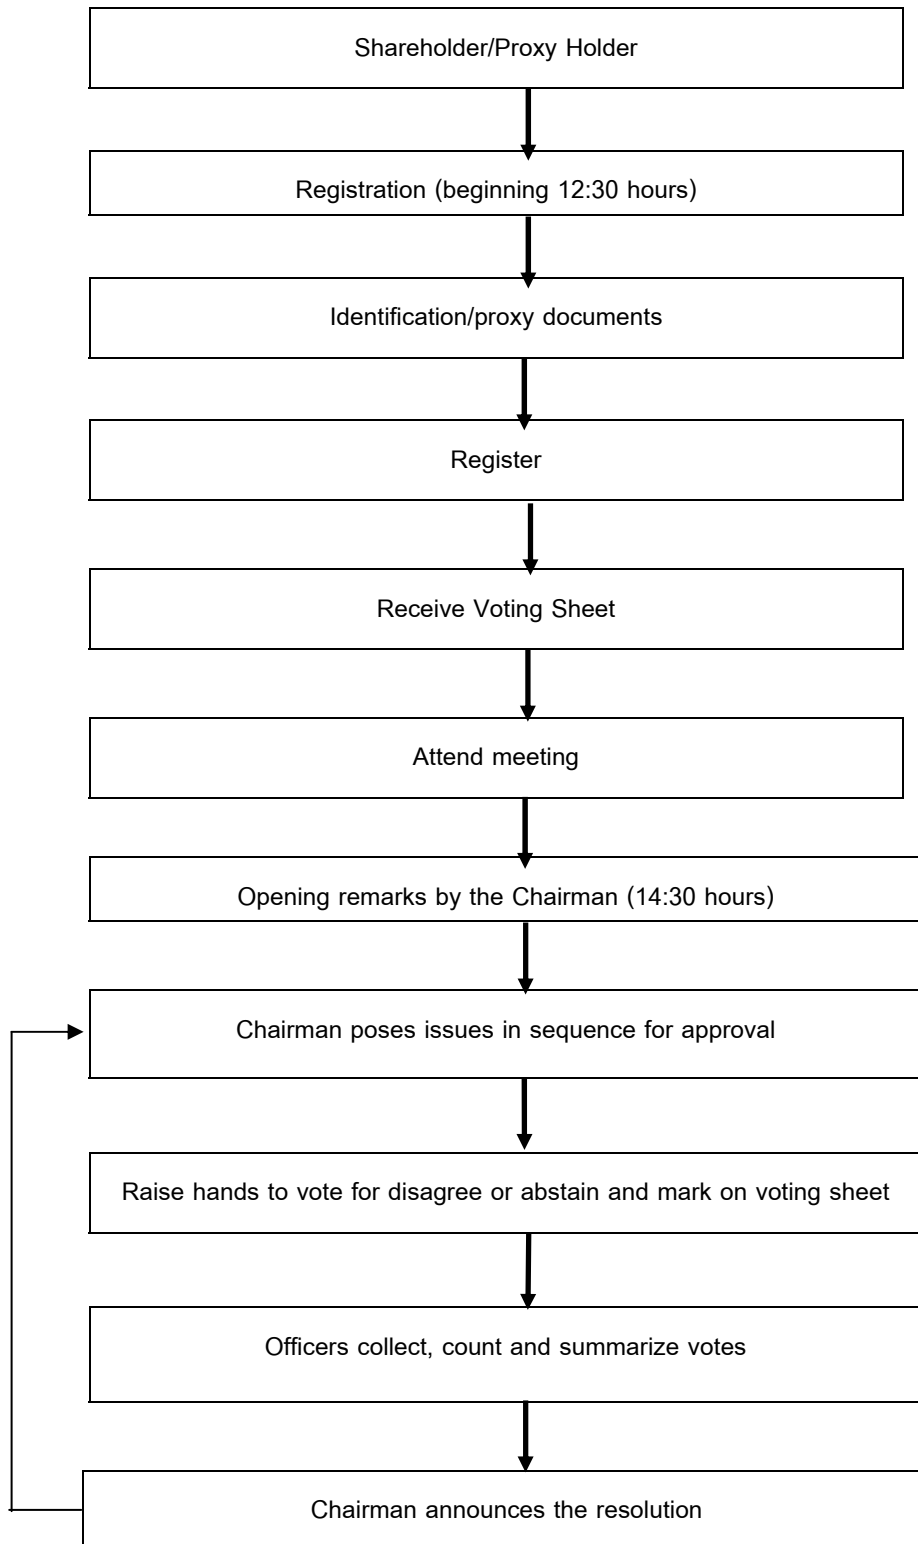 Shareholder/Proxy Holder
Registration (beginning 12:30 hours)
Identification/proxy documents
Register
Receive Voting Sheet
Attend meeting
Opening remarks by the Chairman (14:30 hours)
Chairman poses issues in sequence for approval
Raise hands to vote for disagree or abstain and mark on voting sheet
Officers collect, count and summarize votes
Chairman announces the resolution